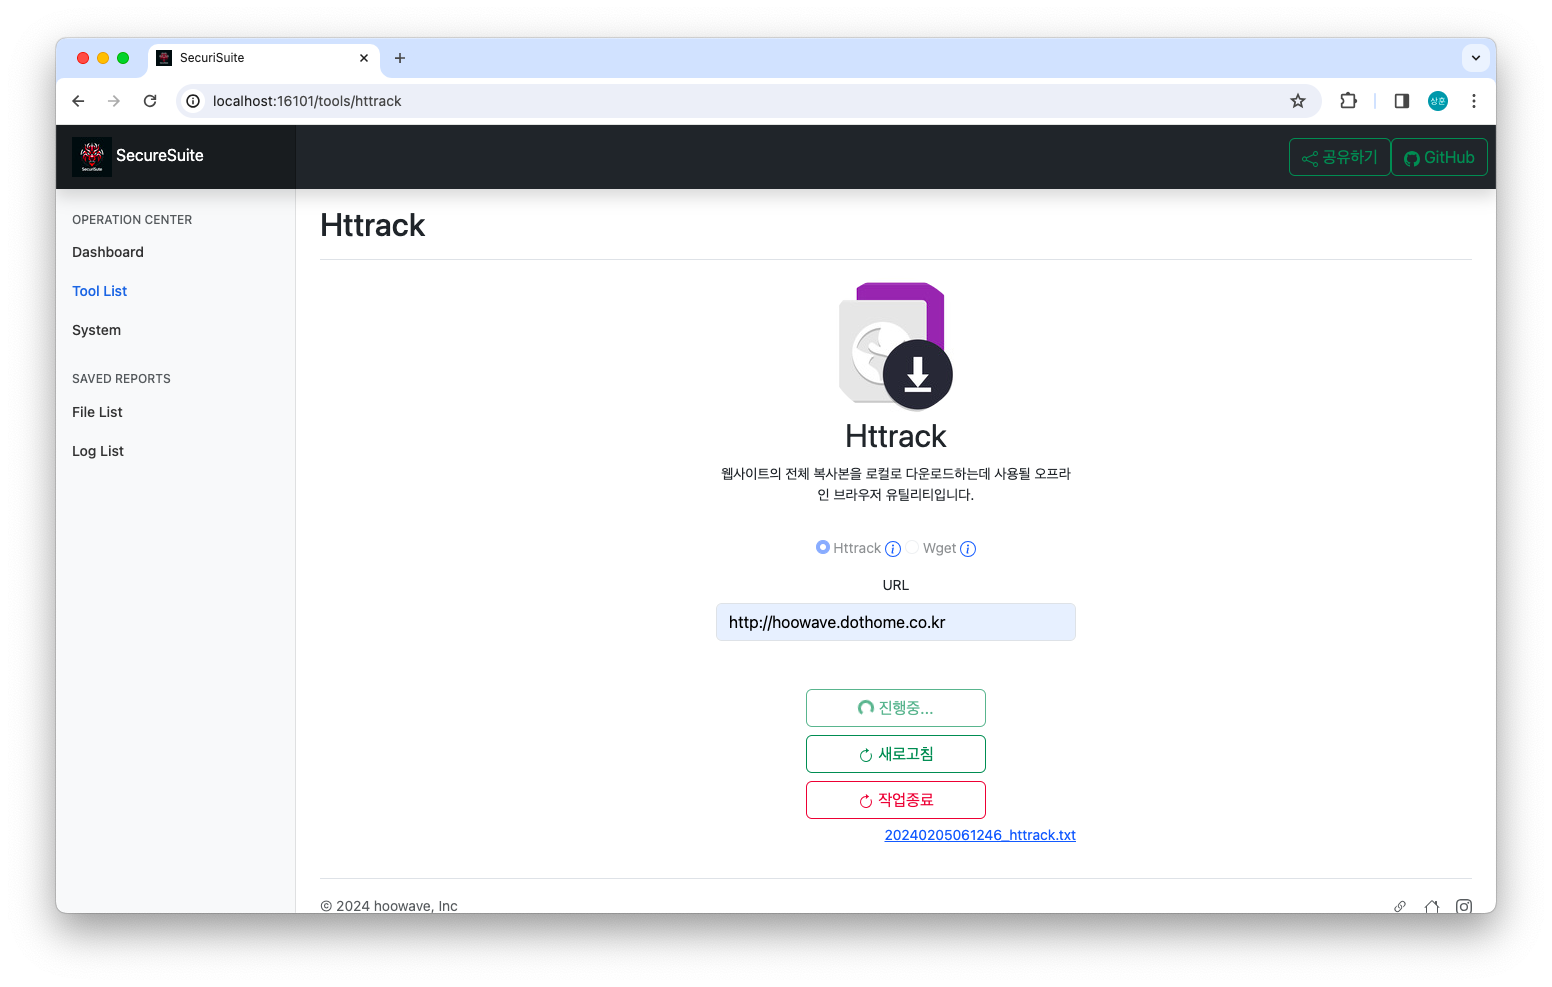 SecuriSuite
localhost:16101/tools/httrack
상훈
SecurSuite
SecureSuite
공유하기
GitHub
OPERATION CENTER
Dashboard
Tool List
System
SAVED REPORTS
File List
Log List
Httrack
Httrack
웹사이트의 전체 복사본을 로컬로 다운로드하는데 사용될 오프라
인 브라우저 유틸리티입니다.
Httrack Wget
URL
http://hoowave.dothome.co.kr
진행중...
새로고침
작업종료
20240205061246_httrack.txt
© 2024 hoowave, Inc